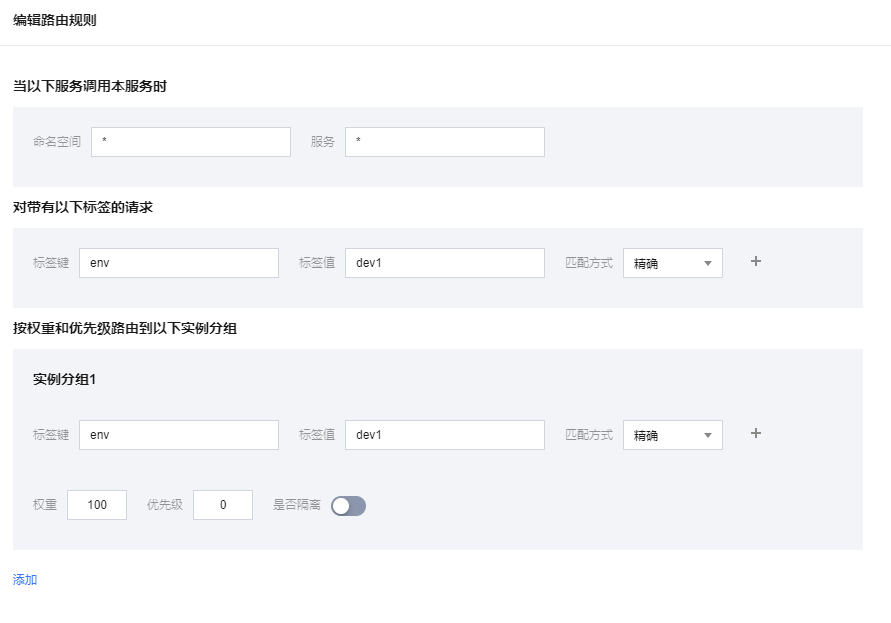 编辑路由规则
当以下服务调用本服务时
命名空间 * 服务 *
对带有以下标签的请求
标签键 env 标签值 dev1 匹配方式 精确 +
按权重和优先级路由到以下实例分组
实例分组1
标签键 env 标签值 dev1 匹配方式 精确 +
权重 100 优先级 0 是否隔离
添加